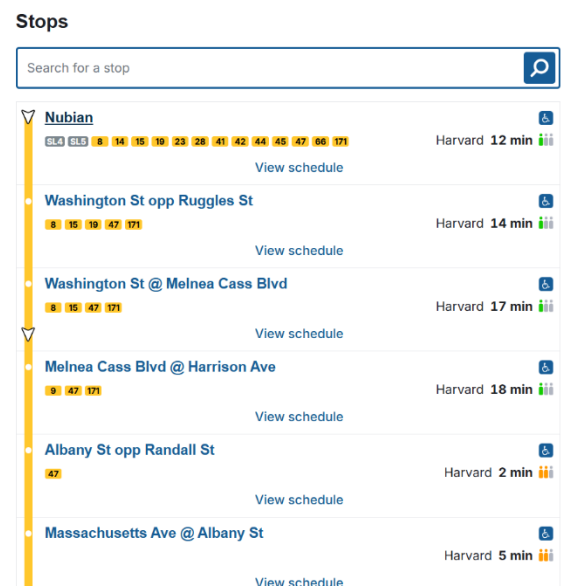 Stops
Search for a stop
Nubian
SL4 SL5 8 14 15 19 23 28 41 42 44 45 47 66 171 Harvard 12 min
View schedule
Washington St opp Ruggles St
8 15 19 47 171 Harvard 14 min
View schedule
Washington St @ Melnea Cass Blvd
8 15 47 171 Harvard 17 min
View schedule
Melnea Cass Blvd @ Harrison Ave
9 47 171 Harvard 18 min
View schedule
Albany St opp Randall St
47 Harvard 2 min
View schedule
Massachusetts Ave @ Albany St
Harvard 5 min
View schedule